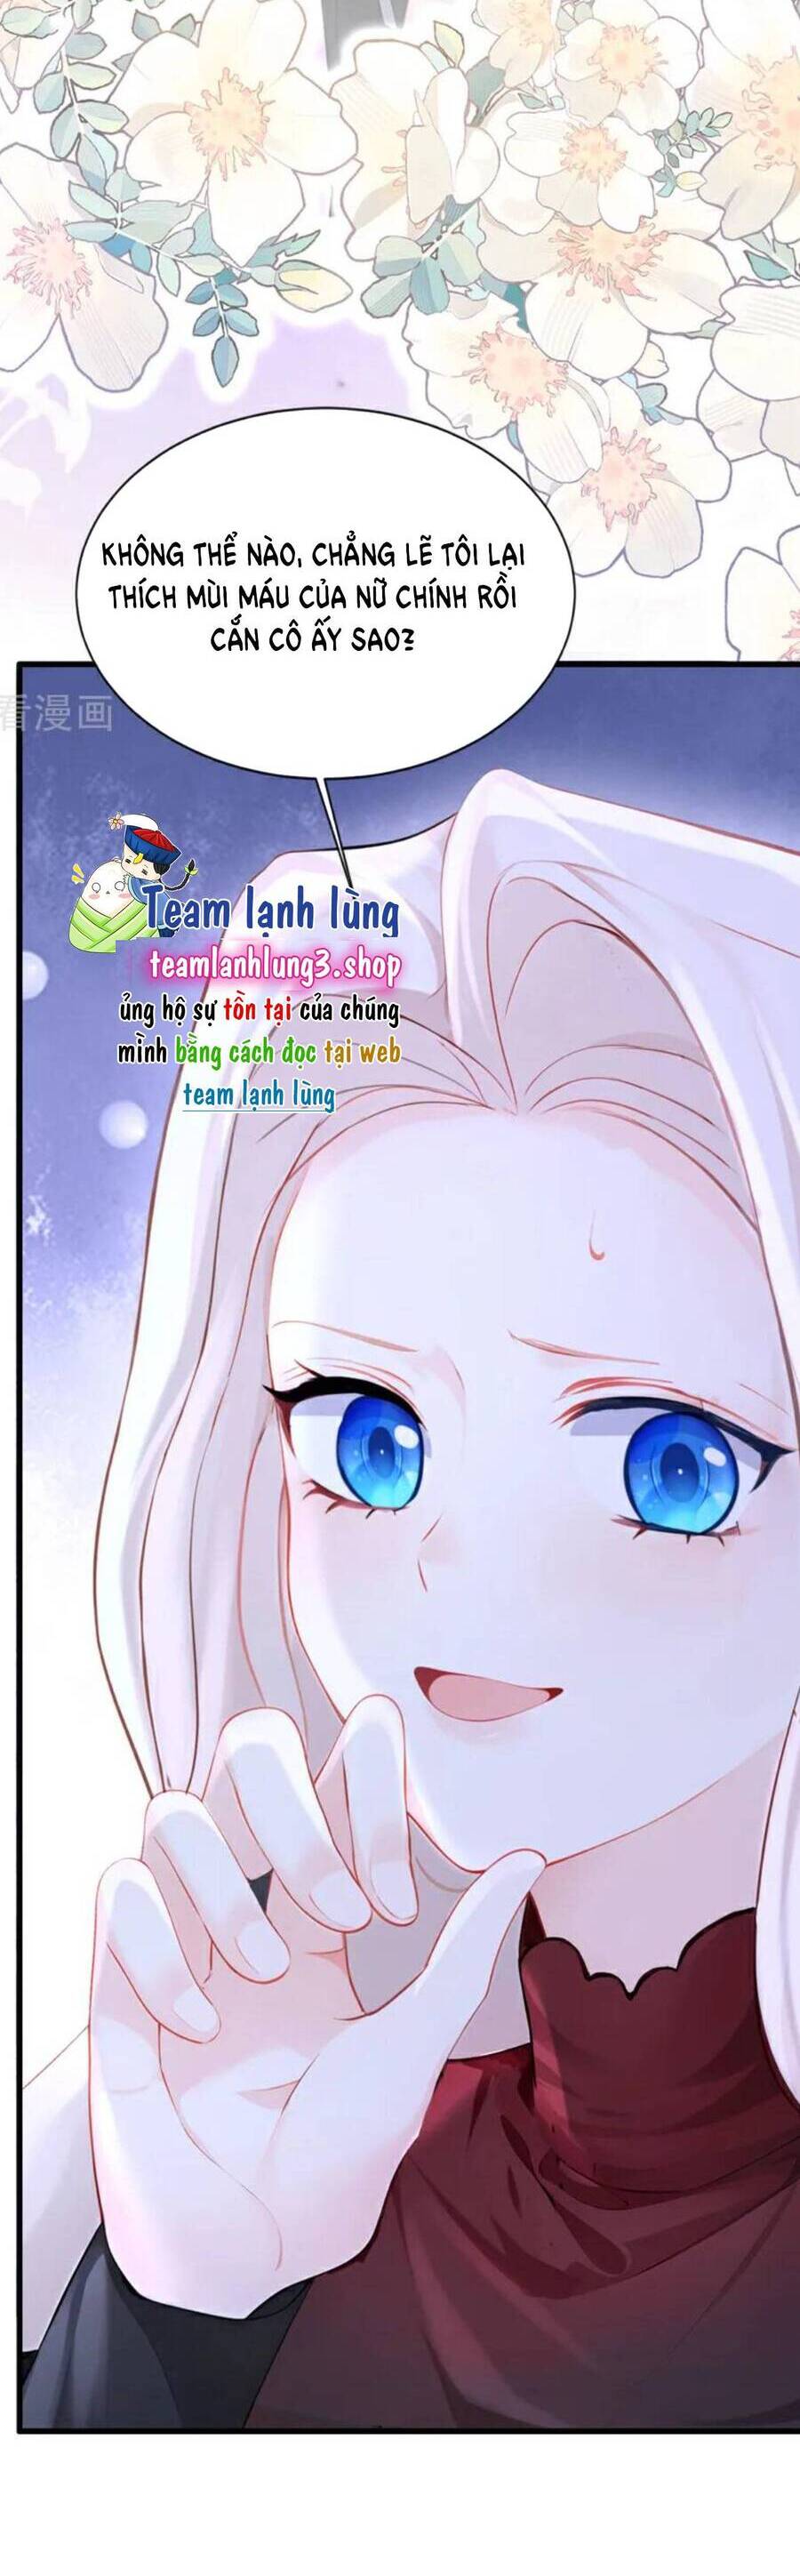 KHÔNG THỂ NÀO, CHẲNG LẼ TÔI LẠI
THÍCH MÙI MÁU CỦA NỮ CHÍNH RỒI
CẮN CÔ ẤY SAO?
看漫画
Team lạnh lùng
teamlanhlung3.shop
ủng hộ sự tồn tại của chúng
mình bằng cách đọc tại web
team lạnh lùng